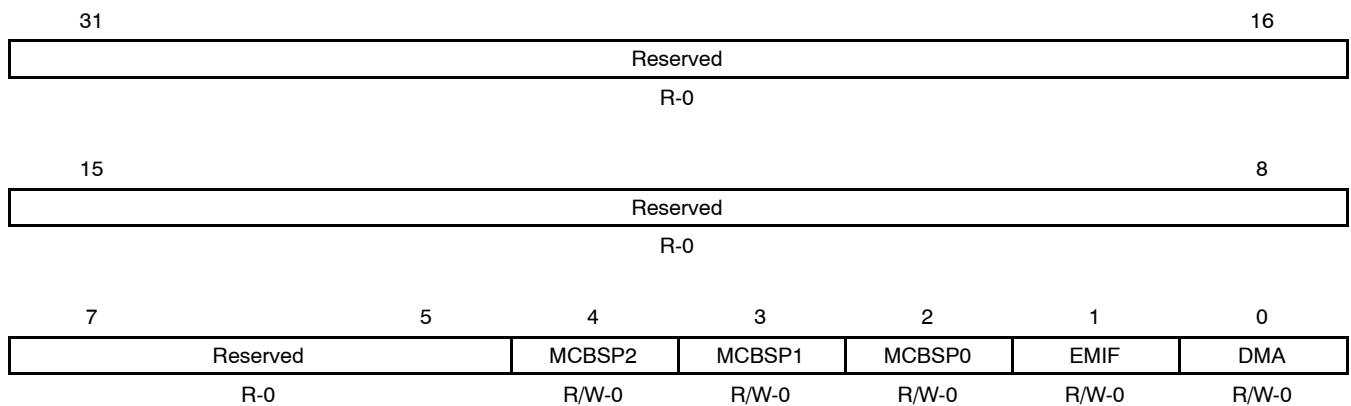 31 16
Reserved
R-0
15 8
Reserved
R-0
7 5 4 3 2 1 0
Reserved MCBSP2 MCBSP1 MCBSP0 EMIF DMA
R-0 R/W-0 R/W-0 R/W-0 R/W-0 R/W-0